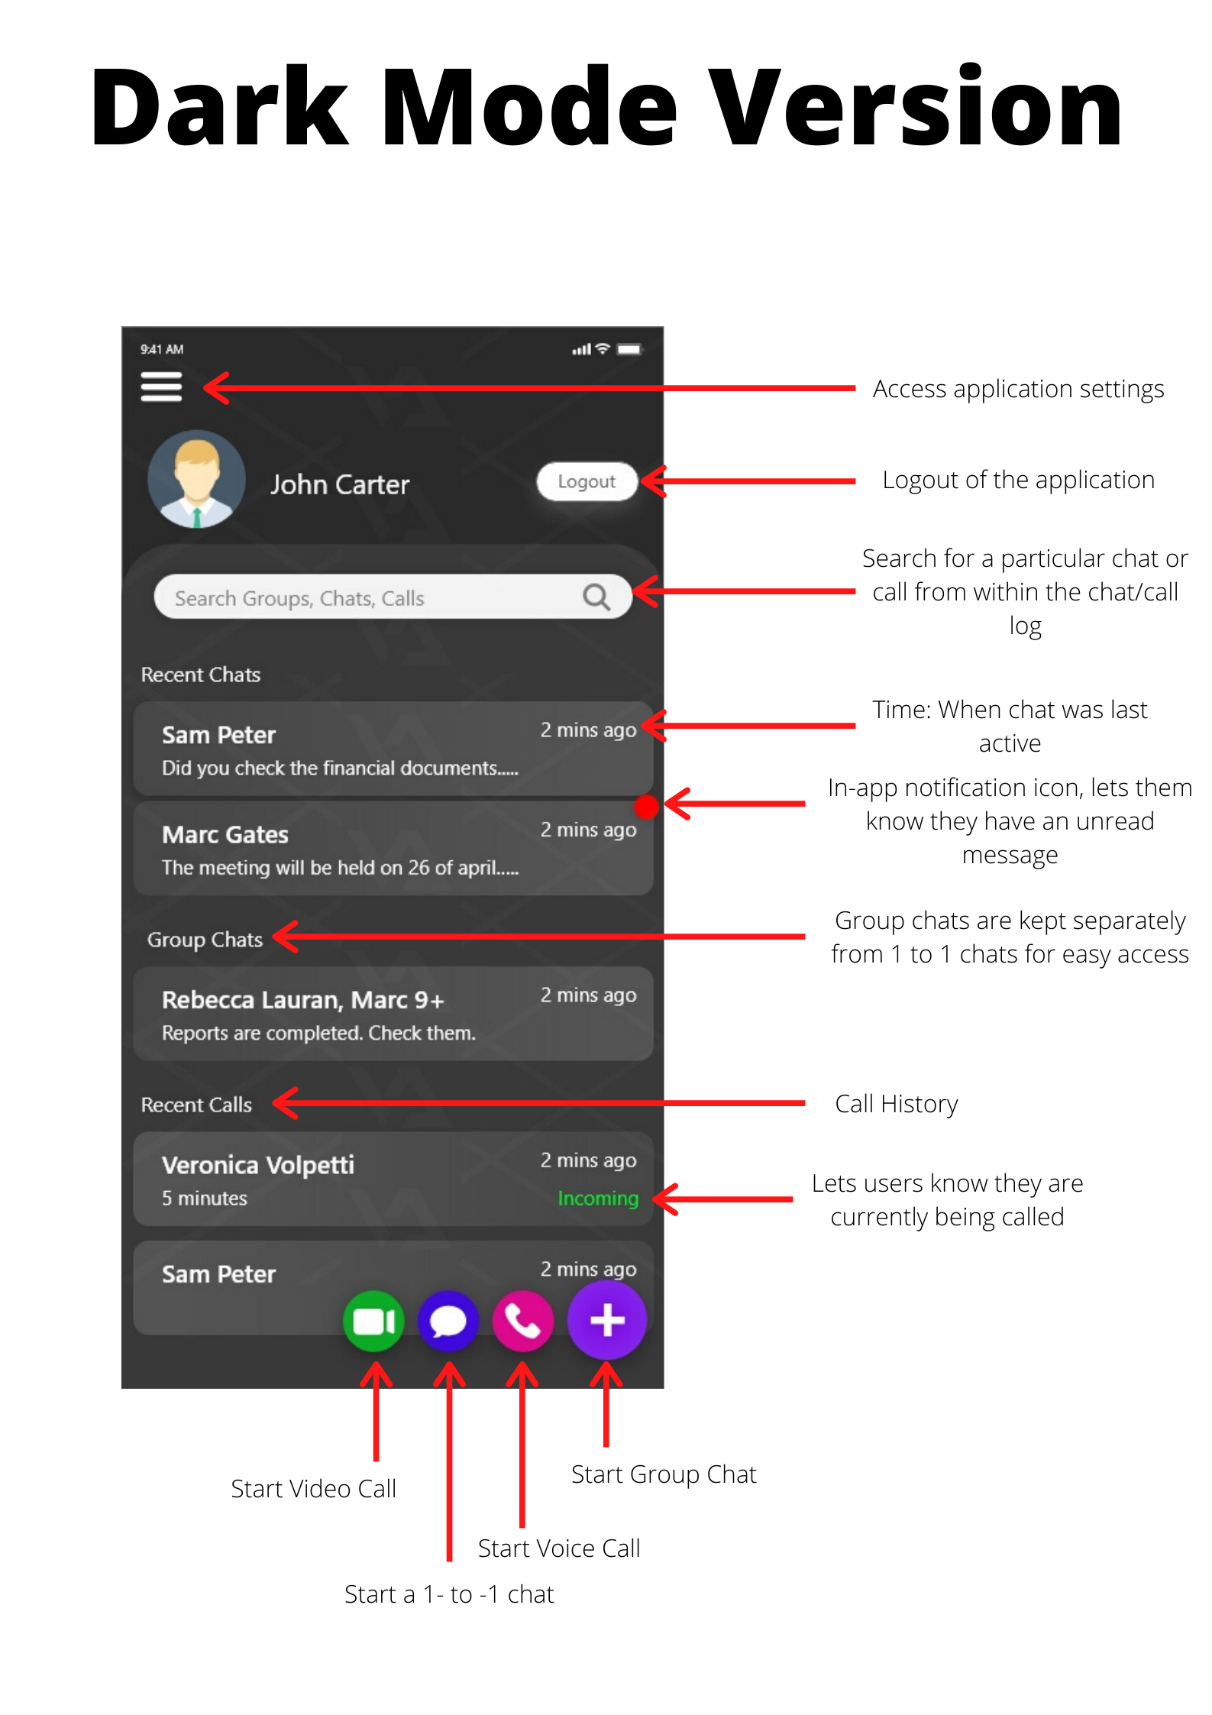 Dark Mode Version
9:41 AM
Access application settings
John Carter
Logout
Logout of the application
Search Groups, Chats, Calls
Search for a particular chat or
call from within the chat/call
log
Recent Chats
Sam Peter
2 mins ago
Did you check the financial documents.....
Time: When chat was last
active
Marc Gates
2 mins ago
The meeting will be held on 26 of april.....
In-app notification icon, lets them
know they have an unread
message
Group Chats
Group chats are kept separately
from 1 to 1 chats for easy access
Rebecca Lauran, Marc 9+
2 mins ago
Reports are completed. Check them.
Recent Calls
Call History
Veronica Volpetti
2 mins ago
5 minutes
Incoming
Lets users know they are
currently being called
Sam Peter
2 mins ago
Start Group Chat
Start Video Call
Start Voice Call
Start a 1- to -1 chat